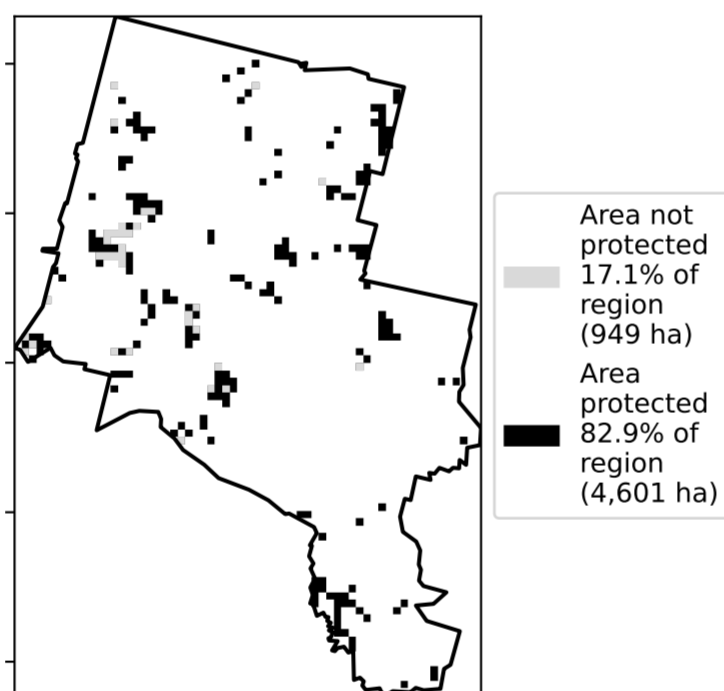 Area not
protected
17.1% of
region
(949 ha)
Area
protected
82.9% of
region
(4,601 ha)